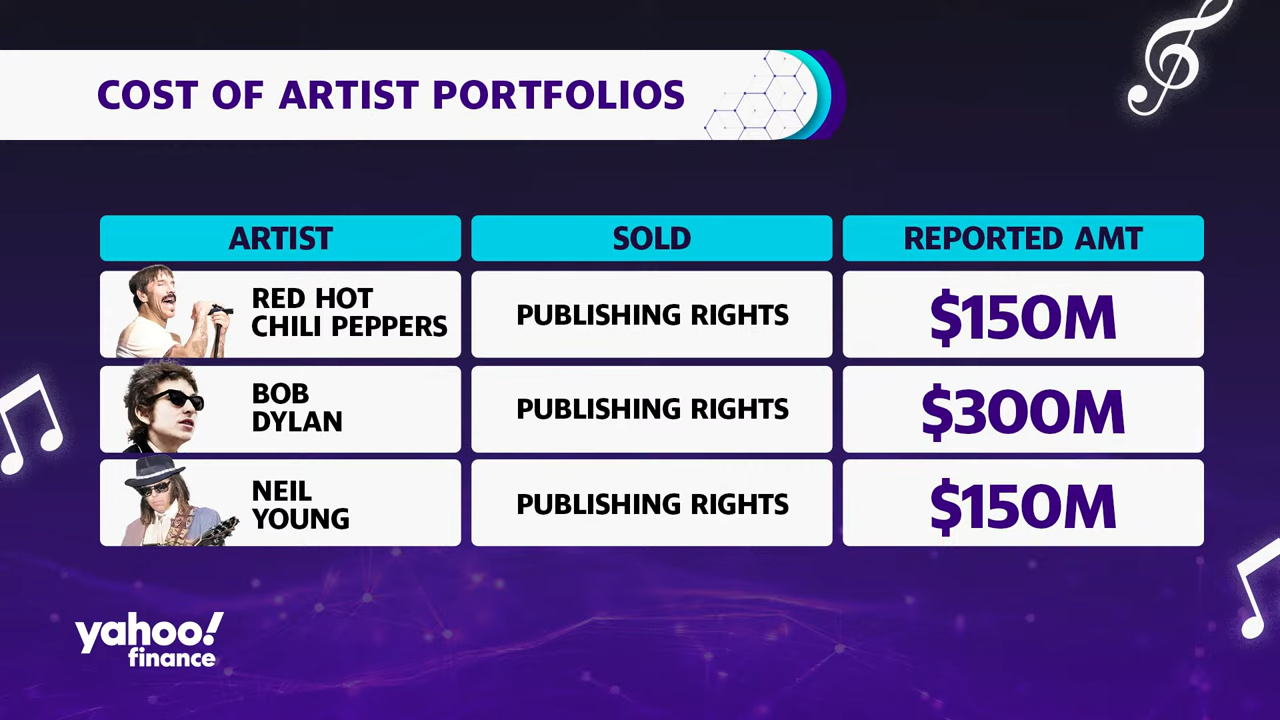 COST OF ARTIST PORTFOLIOS
ARTIST
SOLD
REPORTED AMT
RED HOT
CHILI PEPPERS
PUBLISHING RIGHTS
$150M
BOB
DYLAN
PUBLISHING RIGHTS
$300M
NEIL
YOUNG
PUBLISHING RIGHTS
$150M
yahoo!
finance